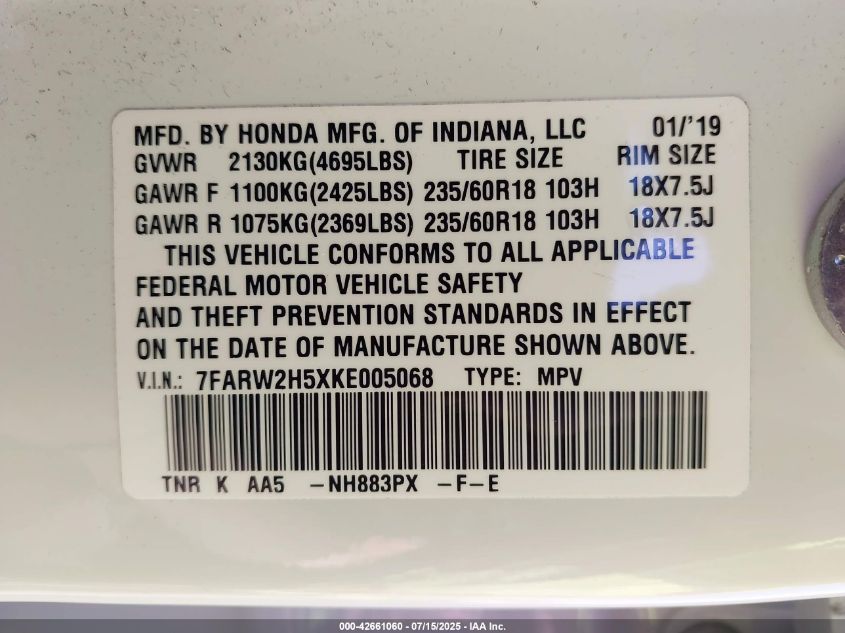 MFD. BY HONDA MFG. OF INDIANA, LLC 01/'19
GVWR 2130KG(4695LBS) TIRE SIZE RIM SIZE
GAWR F 1100KG(2425LBS) 235/60R18 103H 18X7.5J
GAWR R 1075KG(2369LBS) 235/60R18 103H 18X7.5J
THIS VEHICLE CONFORMS TO ALL APPLICABLE
FEDERAL MOTOR VEHICLE SAFETY
AND THEFT PREVENTION STANDARDS IN EFFECT
ON THE DATE OF MANUFACTURE SHOWN ABOVE.
V.I.N.: 7FARW2H5XKE005068 TYPE: MPV
TNR K AA5 -NH883PX -F-E
000-42661060 - 07/15/2025 - IAA Inc.